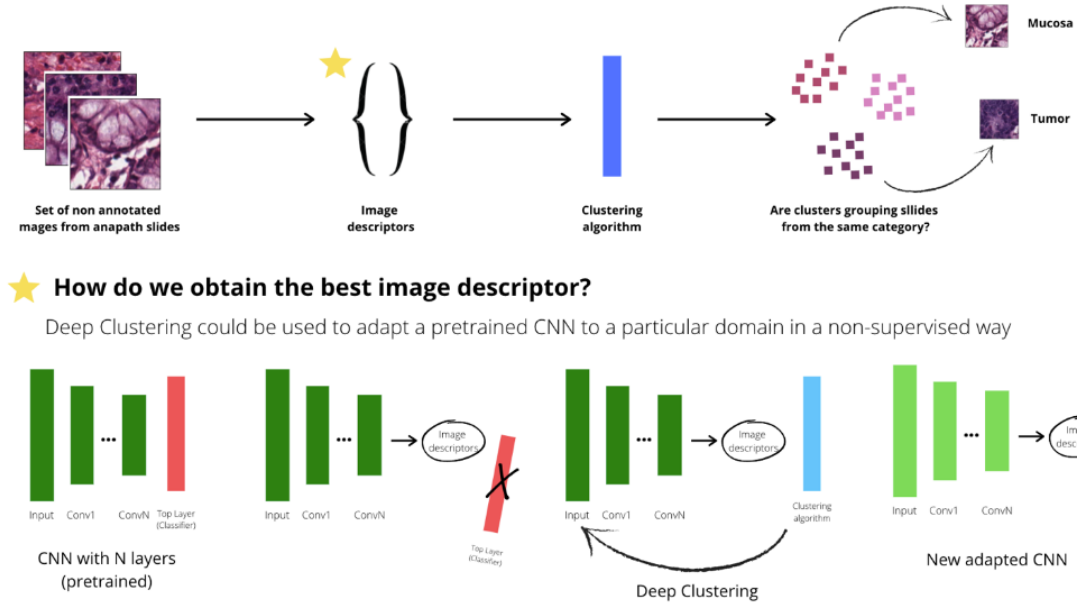 Mucosa
Tumor
Set of non annotated
mages from anapath slides
Image
descriptors
Clustering
algorithm
Are clusters grouping sllides
from the same category?
How do we obtain the best image descriptor?
Deep Clustering could be used to adapt a pretrained CNN to a particular domain in a non-supervised way
...
Input
Conv1
ConvN
Top Layer
(Classifier)
CNN with N layers
(pretrained)
...
Image
descriptors
Input
Conv1
ConvN
Top Layer
(Classifier)
...
Image
descriptors
Input
Conv1
ConvN
Clustering
algorithm
Deep Clustering
...
Input
Conv1
ConvN
New adapted CNN